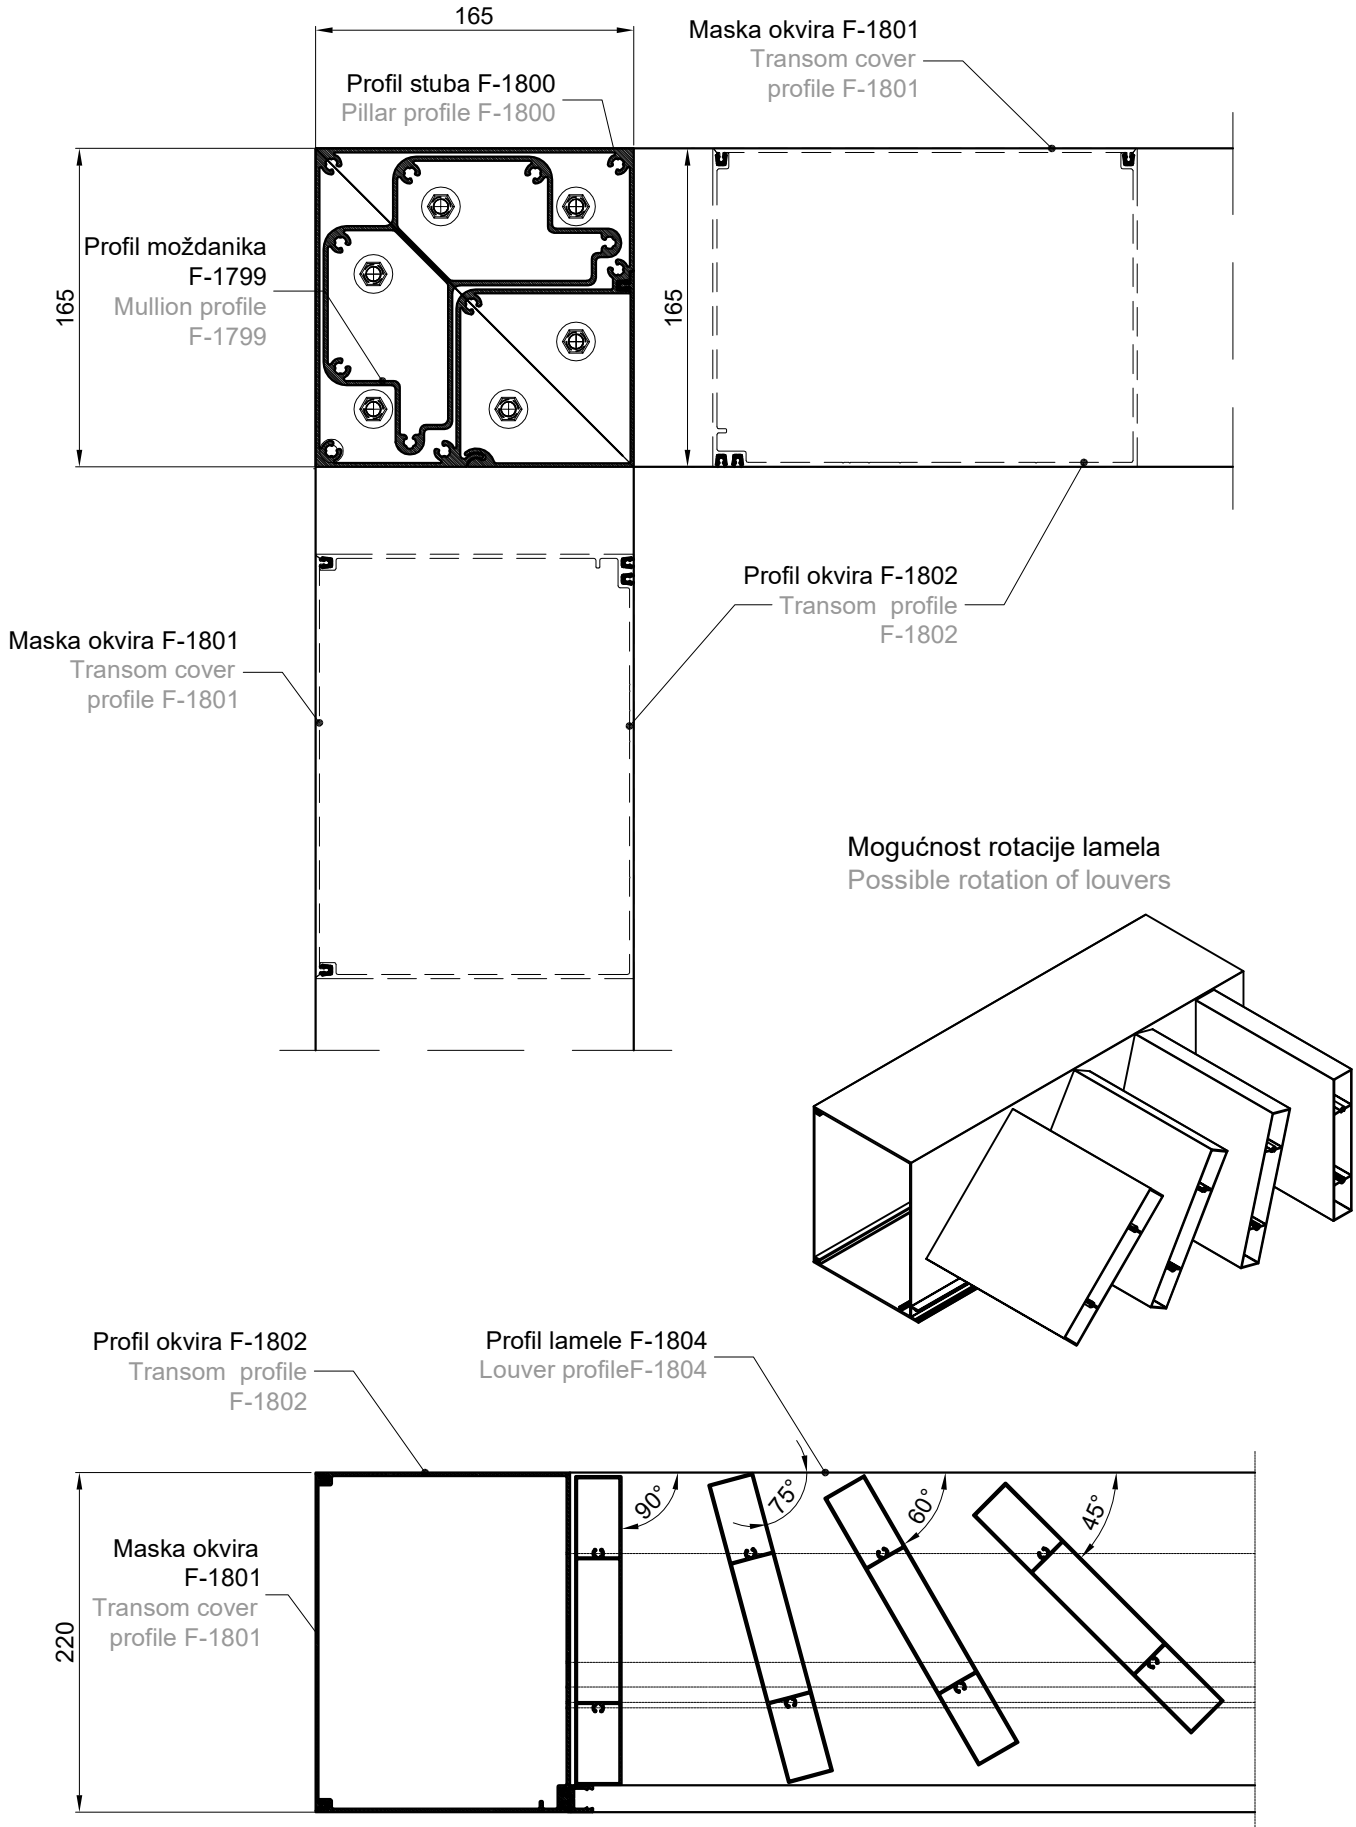 165
Maska okvira F-1801
Transom cover
profile F-1801
Profil stuba F-1800
Pillar profile F-1800
165
Profil moždanika
F-1799
Mullion profile
F-1799
165
Profil okvira F-1802
Transom profile
F-1802
Maska okvira F-1801
Transom cover
profile F-1801
Mogućnost rotacije lamela
Possible rotation of louvers
Profil okvira F-1802
Transom profile
F-1802
Profil lamele F-1804
Louver profileF-1804
90°
75°
60°
45°
Maska okvira
F-1801
Transom cover
profile F-1801
220